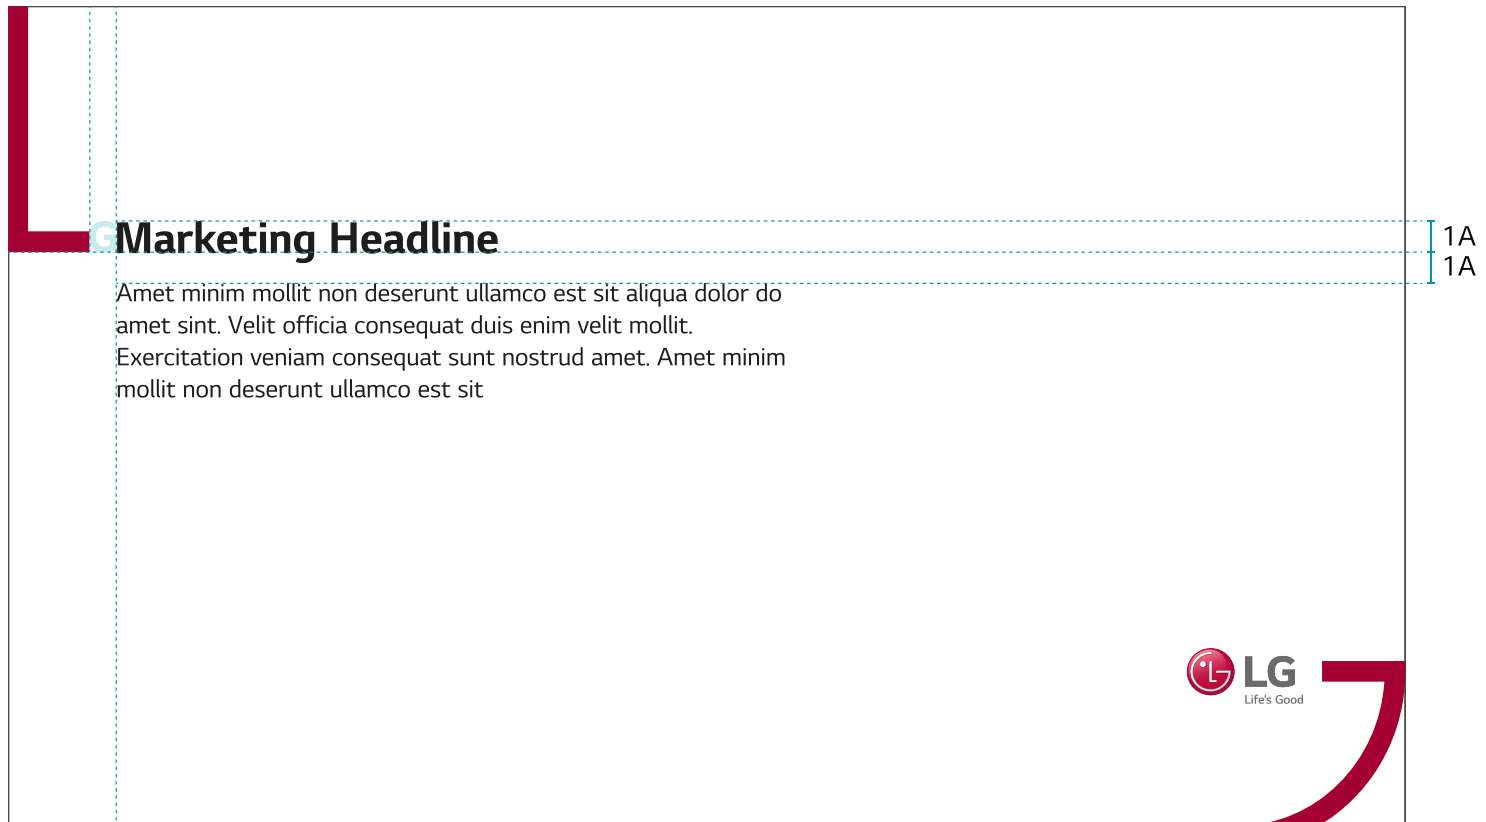 G
Marketing Headline
1A
1A
Amet minim mollit non deserunt ullamco est sit aliqua dolor do
amet sint. Velit officia consequat duis enim velit mollit.
Exercitation veniam consequat sunt nostrud amet. Amet minim
mollit non deserunt ullamco est sit
LG
Life's Good